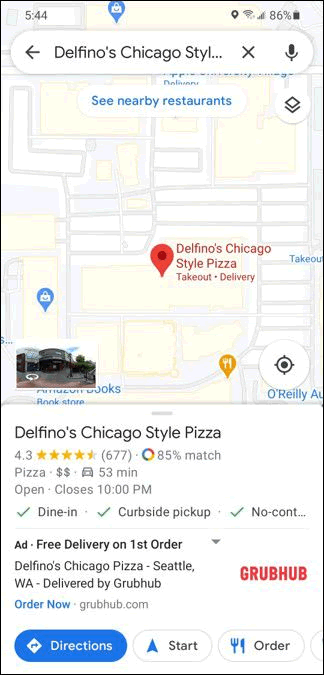 5:44 86%
Delfino's Chicago Styl...
Delivery
See nearby restaurants
Delfino's Chicago
Style Pizza
Takeout • Delivery
Takeout
s...
Amazon Books
Book store
O'Reilly Au
Delfino's Chicago Style Pizza
4.3 (677) · 85% match
Pizza · $$ · 53 min
Open · Closes 10:00 PM
Dine-in · Curbside pickup · No-cont...
Ad · Free Delivery on 1st Order
Delfino's Chicago Pizza - Seattle,
WA - Delivered by Grubhub
GRUBHUB
Order Now · grubhub.com
Directions Start Order